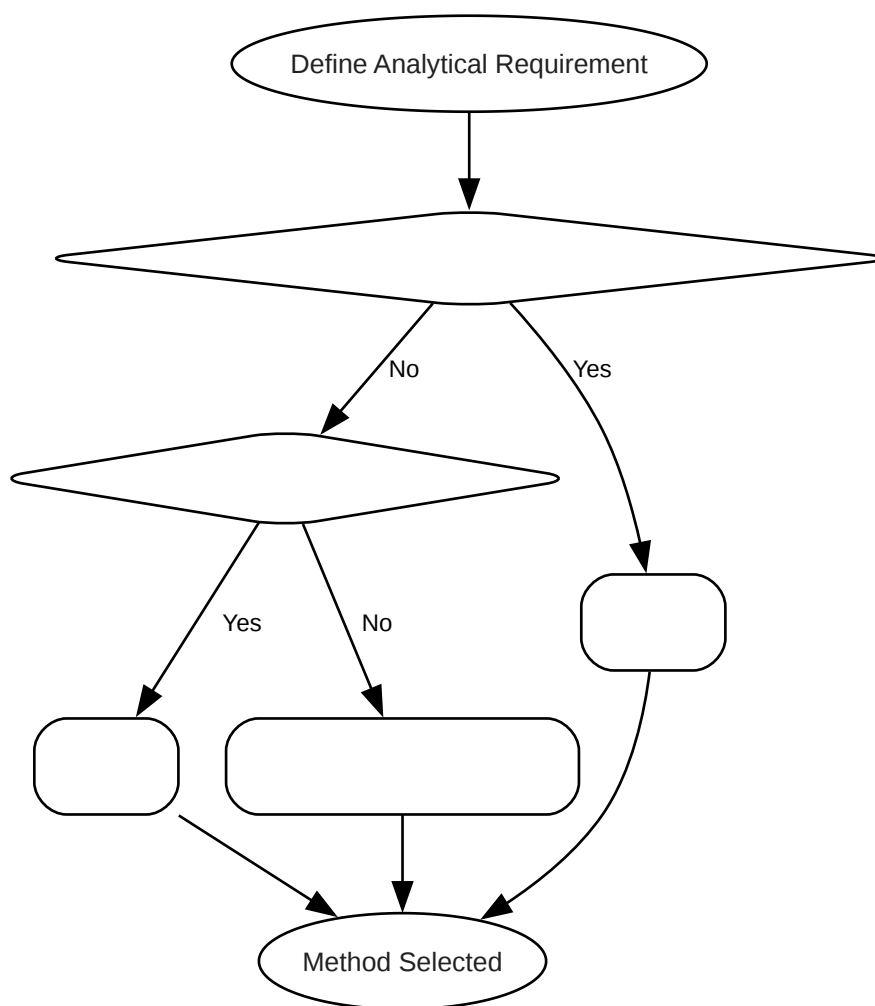 Define Analytical Requirement
No
Yes
Yes
No
Method Selected